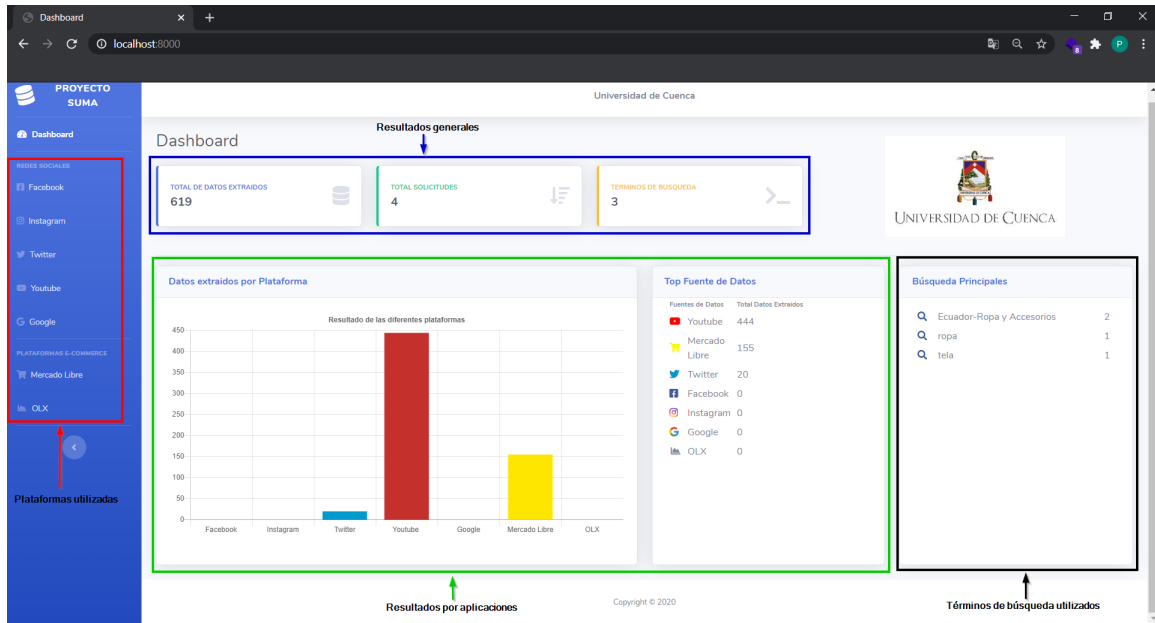 Dashboard
localhost:8000
P
8
PROYECTO
SUMA
Dashboard
REDES SOCIALES
Facebook
Instagram
Twitter
Youtube
Google
PLATAFORMAS E-COMMERCE
Mercado Libre
OLX
Plataformas utilizadas
Universidad de Cuenca
Dashboard
Resultados generales
TOTAL DE DATOS EXTRAIDOS
619
TOTAL SOLICITUDES
4
TERMINOS DE BUSQUEDA
3
UNIVERSIDAD DE CUENCA
Datos extraidos por Plataforma
Resultado de las diferentes plataformas
450
400
350
300
250
200
150
100
50
0
Facebook Instagram Twitter Youtube Google Mercado Libre OLX
Top Fuente de Datos
Fuentes de Datos Total Datos Extraidos
Youtube 444
Mercado
Libre 155
Twitter 20
Facebook 0
Instagram 0
Google 0
OLX 0
Búsqueda Principales
Ecuador-Ropa y Accesorios 2
ropa 1
tela 1
Resultados por aplicaciones
Copyright © 2020
Términos de búsqueda utilizados